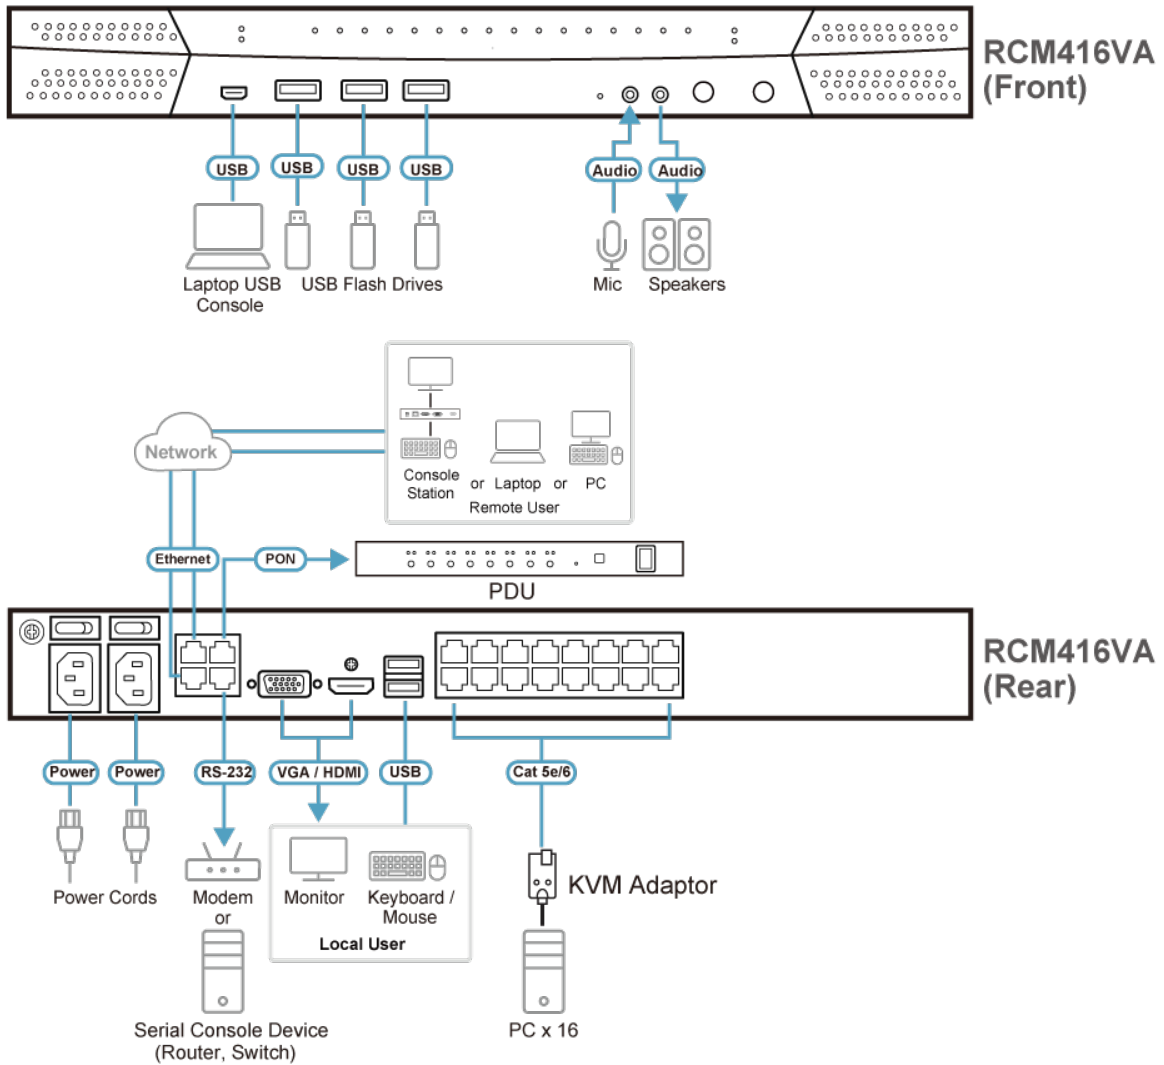 RCM416VA
(Front)
USB
USB
USB
USB
Audio
Audio
Laptop USB
Console
USB Flash Drives
Mic
Speakers
Network
Console
Station
or
Laptop
or
PC
Remote User
Ethernet
PON
PDU
RCM416VA
(Rear)
Power
Power
RS-232
VGA / HDMI
USB
Cat 5e/6
Power Cords
Modem
or
Monitor
Keyboard /
Mouse
Local User
KVM Adaptor
Serial Console Device
(Router, Switch)
PC x 16